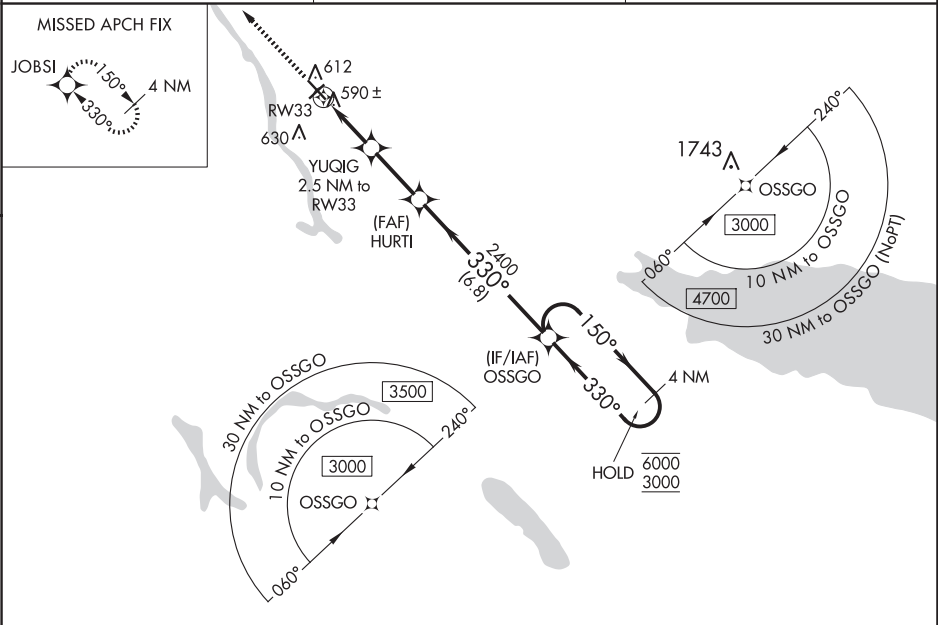 MISSED APCH FIX
JOBSI
150°
4 NM
330°
612
590 ±
RW33
630
YUQIG
2.5 NM to
RW33
(FAF)
HURTI
2400
330°
(6.8)
(IF/IAF)
OSSGO
150°
330°
4 NM
HOLD
6000
3000
240°
1743
OSSGO
3000
060°
10 NM to OSSGO
4700
30 NM to OSSGO (NoPT)
30 NM to OSSGO
3500
10 NM to OSSGO
240°
3000
OSSGO
060°